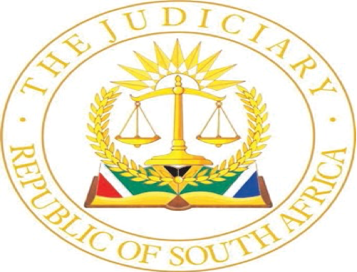 · THE JUDICIARY ·
REPUBLIC OF SOUTH AFRICA